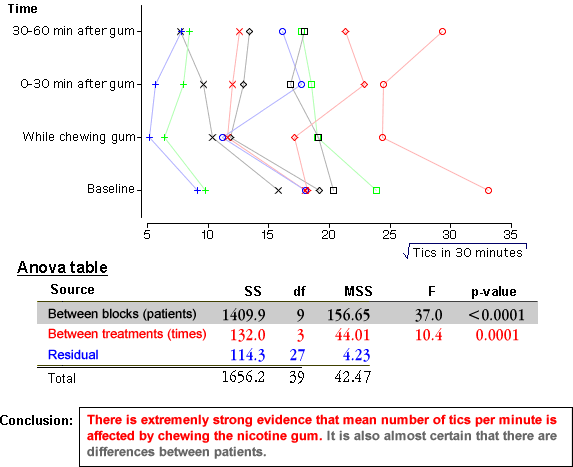 Time
30-60 min after gum
0-30 min after gum
While chewing gum
Baseline
5 10 15 20 25 30 35
√Tics in 30 minutes
Anova table
Source SS df MSS F p-value
Between blocks (patients) 1409.9 9 156.65 37.0 <0.0001
Between treatments (times) 132.0 3 44.01 10.4 0.0001
Residual 114.3 27 4.23
Total 1656.2 39 42.47
Conclusion: There is extremenly strong evidence that mean number of tics per minute is
affected by chewing the nicotine gum. It is also almost certain that there are
differences between patients.